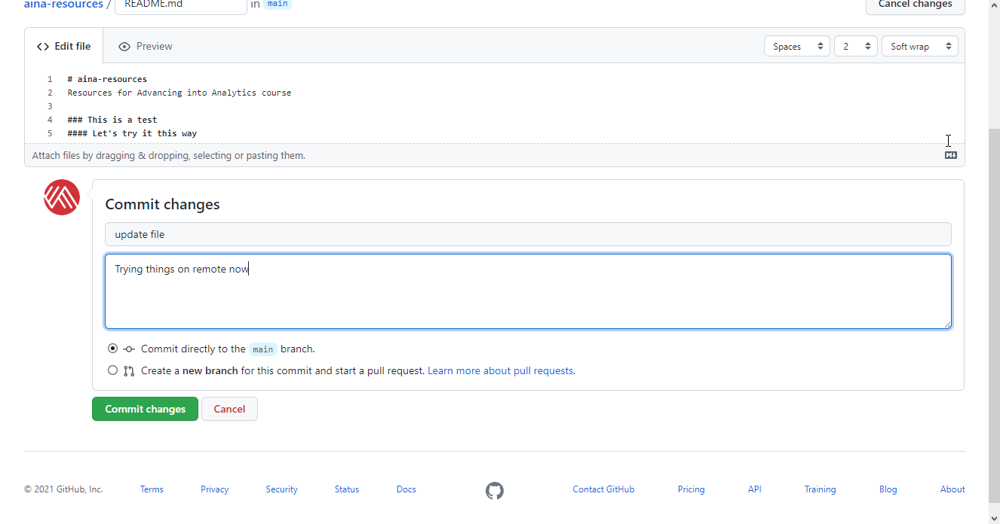 aina-resources / README.md in main Cancel changes
Edit file Preview Spaces 2 Soft wrap
1 # aina-resources
2 Resources for Advancing into Analytics course
3
4 ### This is a test
5 #### Let's try it this way
Attach files by dragging & dropping, selecting or pasting them.
Commit changes
update file
Trying things on remote now
Commit directly to the main branch.
Create a new branch for this commit and start a pull request. Learn more about pull requests.
Commit changes Cancel
© 2021 GitHub, Inc. Terms Privacy Security Status Docs Contact GitHub Pricing API Training Blog About